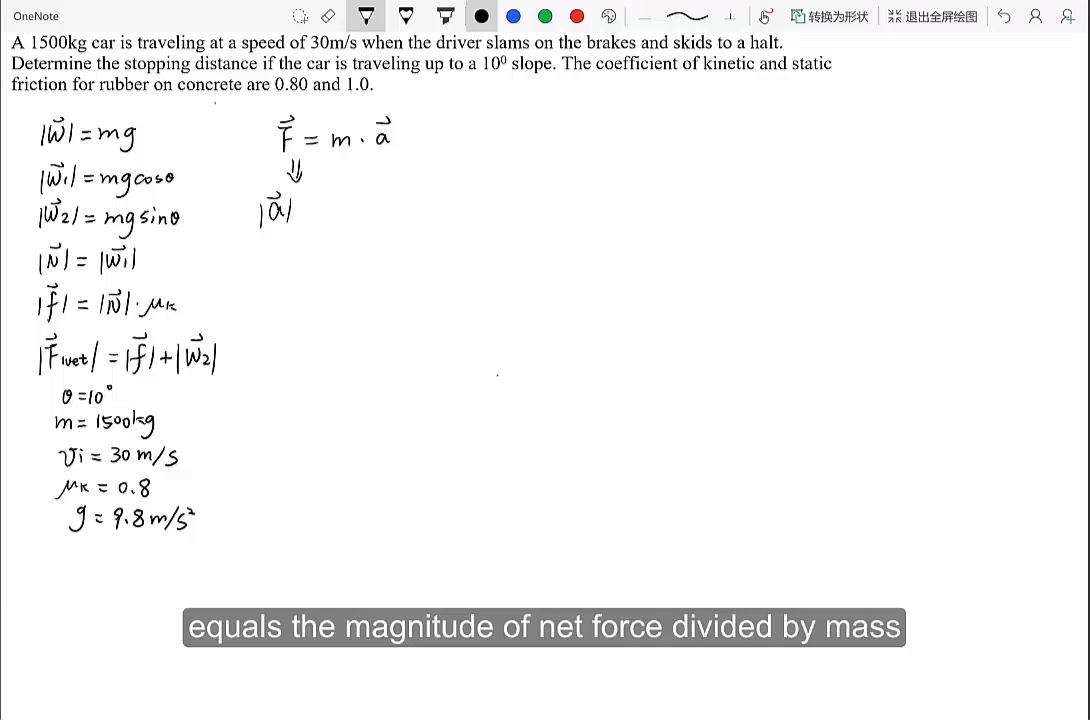 OneNote
转换为形状
退出全屏绘图
A 1500kg car is traveling at a speed of 30m/s when the driver slams on the brakes and skids to a halt.
Determine the stopping distance if the car is traveling up to a 10⁰ slope. The coefficient of kinetic and static
friction for rubber on concrete are 0.80 and 1.0.
|W⃗| = mg
|W⃗₁| = mg cosθ
|W⃗₂| = mg sinθ
|N⃗| = |W⃗₁|
|f⃗| = |N⃗| · μk
|F⃗net| = |f⃗| + |W⃗₂|
θ = 10°
m = 1500kg
vi = 30 m/s
μk = 0.8
g = 9.8 m/s²
F⃗ = m · a⃗
⇓
|a⃗|
equals the magnitude of net force divided by mass